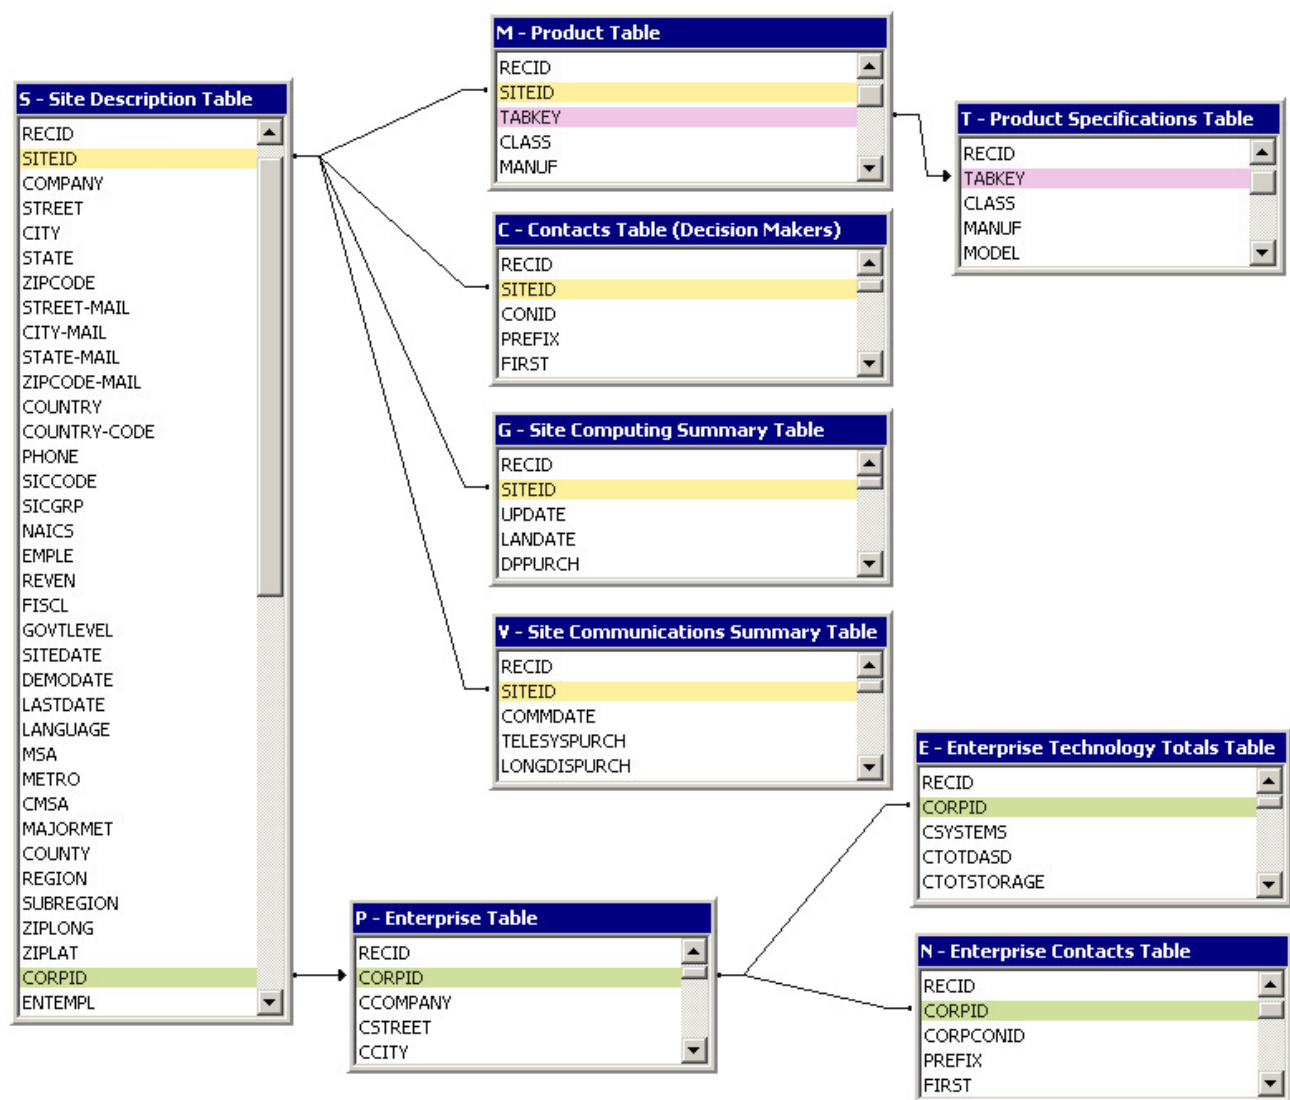 S - Site Description Table
RECID
SITEID
COMPANY
STREET
CITY
STATE
ZIPCODE
STREET-MAIL
CITY-MAIL
STATE-MAIL
ZIPCODE-MAIL
COUNTRY
COUNTRY-CODE
PHONE
SICCODE
SICGRP
NAICS
EMPLE
REVEN
FISCL
GOVTLEVEL
SITEDATE
DEMODATE
LASTDATE
LANGUAGE
MSA
METRO
CMSA
MAJORMET
COUNTY
REGION
SUBREGION
ZIPLONG
ZIPLAT
CORPID
ENTEMPL
M - Product Table
RECID
SITEID
TABKEY
CLASS
MANUF
T - Product Specifications Table
RECID
TABKEY
CLASS
MANUF
MODEL
C - Contacts Table (Decision Makers)
RECID
SITEID
CONID
PREFIX
FIRST
G - Site Computing Summary Table
RECID
SITEID
UPDATE
LANDATE
DPPURCH
V - Site Communications Summary Table
RECID
SITEID
COMMDATE
TELESYSPURCH
LONGDISPURCH
P - Enterprise Table
RECID
CORPID
CCOMPANY
CSTREET
CCITY
E - Enterprise Technology Totals Table
RECID
CORPID
CSYSTEMS
CTOTDASD
CTOTSTORAGE
N - Enterprise Contacts Table
RECID
CORPID
CORPCONID
PREFIX
FIRST